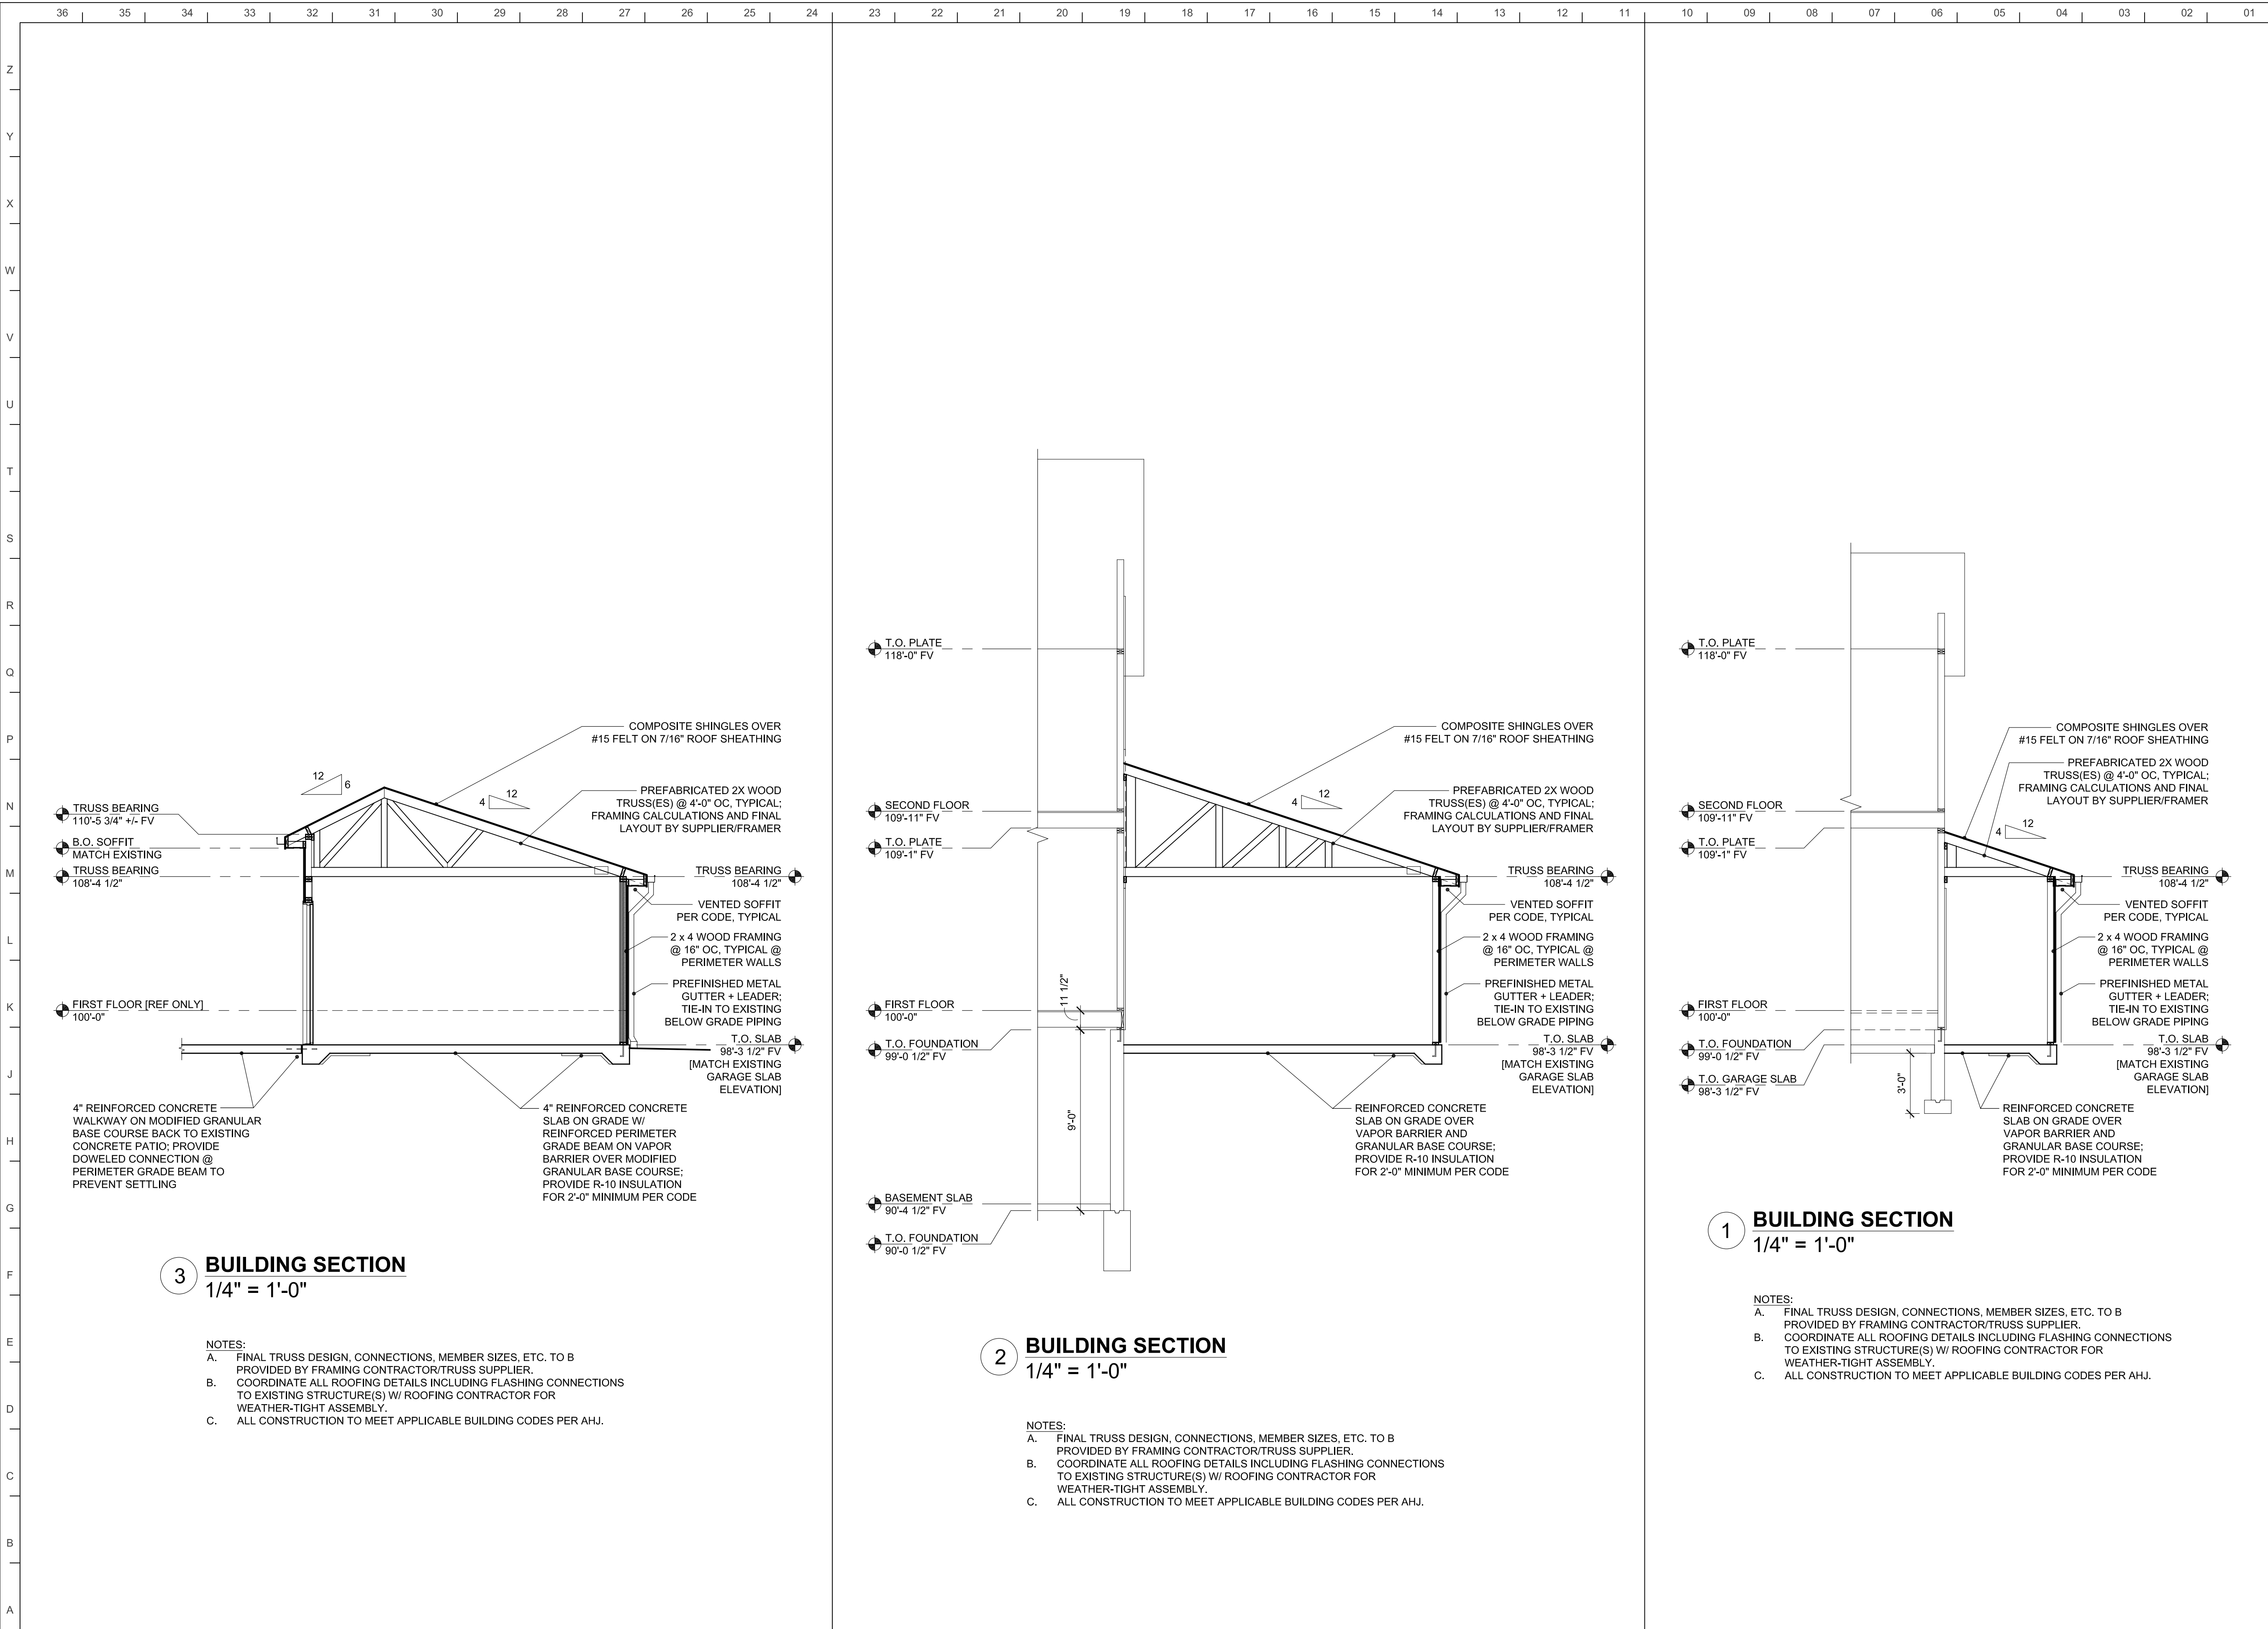 36 35 34 33 32 31 30 29 28 27 26 25 24 23 22 21 20 19 18 17 16 15 14 13 12 11 10 09 08 07 06 05 04 03 02 01
Z
Y
X
W
V
U
T
S
R
Q
P
N
M
L
K
J
H
G
F
E
D
C
B
A
COMPOSITE SHINGLES OVER
#15 FELT ON 7/16" ROOF SHEATHING
12
6
4
12
PREFABRICATED 2X WOOD
TRUSS(ES) @ 4'-0" OC, TYPICAL;
FRAMING CALCULATIONS AND FINAL
LAYOUT BY SUPPLIER/FRAMER
TRUSS BEARING
110'-5 3/4" +/- FV
B.O. SOFFIT
MATCH EXISTING
TRUSS BEARING
108'-4 1/2"
TRUSS BEARING
108'-4 1/2"
VENTED SOFFIT
PER CODE, TYPICAL
2 x 4 WOOD FRAMING
@ 16" OC, TYPICAL @
PERIMETER WALLS
PREFINISHED METAL
GUTTER + LEADER;
TIE-IN TO EXISTING
BELOW GRADE PIPING
FIRST FLOOR [REF ONLY]
100'-0"
T.O. SLAB
98'-3 1/2" FV
[MATCH EXISTING
GARAGE SLAB
ELEVATION]
4" REINFORCED CONCRETE
WALKWAY ON MODIFIED GRANULAR
BASE COURSE BACK TO EXISTING
CONCRETE PATIO; PROVIDE
DOWELED CONNECTION @
PERIMETER GRADE BEAM TO
PREVENT SETTLING
4" REINFORCED CONCRETE
SLAB ON GRADE W/
REINFORCED PERIMETER
GRADE BEAM ON VAPOR
BARRIER OVER MODIFIED
GRANULAR BASE COURSE;
PROVIDE R-10 INSULATION
FOR 2'-0" MINIMUM PER CODE
3
BUILDING SECTION
1/4" = 1'-0"
NOTES:
A. FINAL TRUSS DESIGN, CONNECTIONS, MEMBER SIZES, ETC. TO B
PROVIDED BY FRAMING CONTRACTOR/TRUSS SUPPLIER.
B. COORDINATE ALL ROOFING DETAILS INCLUDING FLASHING CONNECTIONS
TO EXISTING STRUCTURE(S) W/ ROOFING CONTRACTOR FOR
WEATHER-TIGHT ASSEMBLY.
C. ALL CONSTRUCTION TO MEET APPLICABLE BUILDING CODES PER AHJ.
T.O. PLATE
118'-0" FV
COMPOSITE SHINGLES OVER
#15 FELT ON 7/16" ROOF SHEATHING
PREFABRICATED 2X WOOD
TRUSS(ES) @ 4'-0" OC, TYPICAL;
FRAMING CALCULATIONS AND FINAL
LAYOUT BY SUPPLIER/FRAMER
4
12
SECOND FLOOR
109'-11" FV
T.O. PLATE
109'-1" FV
TRUSS BEARING
108'-4 1/2"
VENTED SOFFIT
PER CODE, TYPICAL
2 x 4 WOOD FRAMING
@ 16" OC, TYPICAL @
PERIMETER WALLS
PREFINISHED METAL
GUTTER + LEADER;
TIE-IN TO EXISTING
BELOW GRADE PIPING
11 1/2"
FIRST FLOOR
100'-0"
T.O. FOUNDATION
99'-0 1/2" FV
T.O. SLAB
98'-3 1/2" FV
[MATCH EXISTING
GARAGE SLAB
ELEVATION]
9'-0"
REINFORCED CONCRETE
SLAB ON GRADE OVER
VAPOR BARRIER AND
GRANULAR BASE COURSE;
PROVIDE R-10 INSULATION
FOR 2'-0" MINIMUM PER CODE
BASEMENT SLAB
90'-4 1/2" FV
T.O. FOUNDATION
90'-0 1/2" FV
2
BUILDING SECTION
1/4" = 1'-0"
NOTES:
A. FINAL TRUSS DESIGN, CONNECTIONS, MEMBER SIZES, ETC. TO B
PROVIDED BY FRAMING CONTRACTOR/TRUSS SUPPLIER.
B. COORDINATE ALL ROOFING DETAILS INCLUDING FLASHING CONNECTIONS
TO EXISTING STRUCTURE(S) W/ ROOFING CONTRACTOR FOR
WEATHER-TIGHT ASSEMBLY.
C. ALL CONSTRUCTION TO MEET APPLICABLE BUILDING CODES PER AHJ.
T.O. PLATE
118'-0" FV
COMPOSITE SHINGLES OVER
#15 FELT ON 7/16" ROOF SHEATHING
PREFABRICATED 2X WOOD
TRUSS(ES) @ 4'-0" OC, TYPICAL;
FRAMING CALCULATIONS AND FINAL
LAYOUT BY SUPPLIER/FRAMER
4
12
SECOND FLOOR
109'-11" FV
T.O. PLATE
109'-1" FV
TRUSS BEARING
108'-4 1/2"
VENTED SOFFIT
PER CODE, TYPICAL
2 x 4 WOOD FRAMING
@ 16" OC, TYPICAL @
PERIMETER WALLS
PREFINISHED METAL
GUTTER + LEADER;
TIE-IN TO EXISTING
BELOW GRADE PIPING
FIRST FLOOR
100'-0"
T.O. FOUNDATION
99'-0 1/2" FV
T.O. GARAGE SLAB
98'-3 1/2" FV
T.O. SLAB
98'-3 1/2" FV
[MATCH EXISTING
GARAGE SLAB
ELEVATION]
3'-0"
REINFORCED CONCRETE
SLAB ON GRADE OVER
VAPOR BARRIER AND
GRANULAR BASE COURSE;
PROVIDE R-10 INSULATION
FOR 2'-0" MINIMUM PER CODE
1
BUILDING SECTION
1/4" = 1'-0"
NOTES:
A. FINAL TRUSS DESIGN, CONNECTIONS, MEMBER SIZES, ETC. TO B
PROVIDED BY FRAMING CONTRACTOR/TRUSS SUPPLIER.
B. COORDINATE ALL ROOFING DETAILS INCLUDING FLASHING CONNECTIONS
TO EXISTING STRUCTURE(S) W/ ROOFING CONTRACTOR FOR
WEATHER-TIGHT ASSEMBLY.
C. ALL CONSTRUCTION TO MEET APPLICABLE BUILDING CODES PER AHJ.